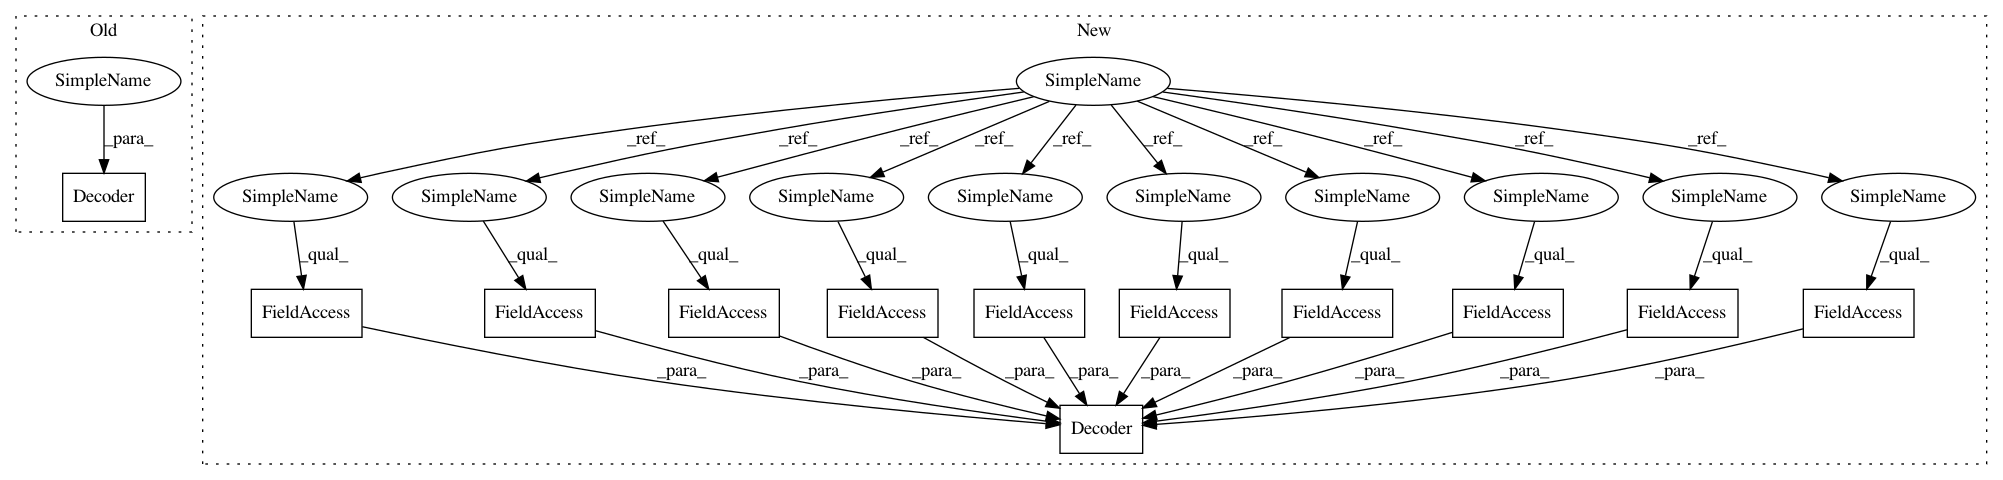 Old
New
SimpleName
SimpleName
_para_
_ref_ _ref_ _ref_ _ref_ _ref_ _ref_ _ref_ _ref_ _ref_ _ref_
Decoder
SimpleName SimpleName SimpleName SimpleName SimpleName SimpleName SimpleName SimpleName SimpleName SimpleName
_qual_ _qual_ _qual_ _qual_ _qual_ _qual_ _qual_ _qual_ _qual_ _qual_
FieldAccess FieldAccess FieldAccess FieldAccess FieldAccess FieldAccess FieldAccess FieldAccess FieldAccess FieldAccess
_para_ _para_ _para_ _para_ _para_ _para_ _para_ _para_ _para_ _para_
Decoder